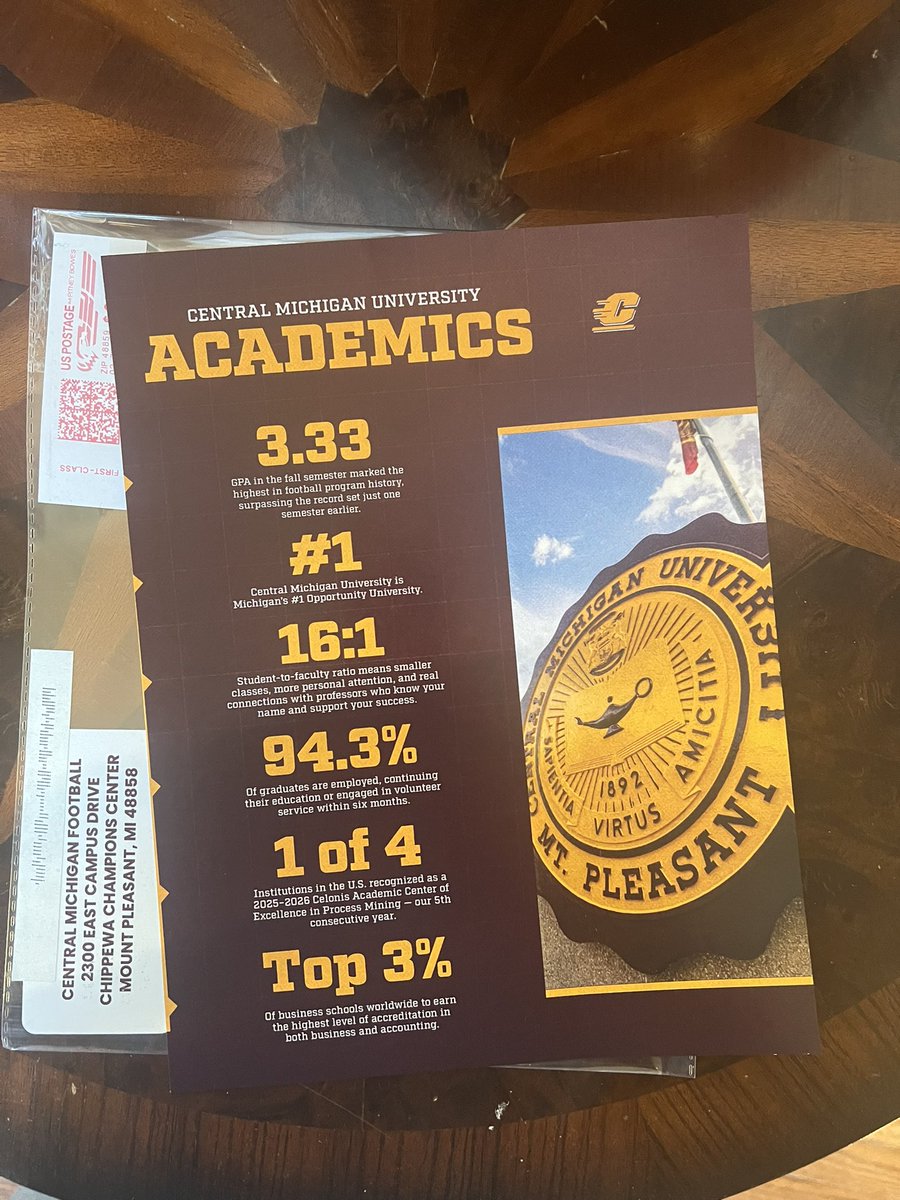 CENTRAL MICHIGAN UNIVERSITY
ACADEMICS
C
3.33
GPA in the fall semester marked the
highest in football program history,
surpassing the record set just one
semester earlier.
#1
Central Michigan University is
Michigan's #1 Opportunity University.
16:1
Student-to-faculty ratio means smaller
classes, more personal attention, and real
connections with professors who know your
name and support your success.
94.3%
Of graduates are employed, continuing
their education or engaged in volunteer
service within six months.
1 of 4
Institutions in the U.S. recognized as a
2025-2026 Celonis Academic Center of
Excellence in Process Mining — our 5th
consecutive year.
Top 3%
Of business schools worldwide to earn
the highest level of accreditation in
both business and accounting.
CENTRAL MICHIGAN UNIVERSITY
SAPIENTIA
VIRTUS
AMICITIA
1892
MT. PLEASANT
US POSTAGE PITNEY BOWES
ZIP 48859
FIRST-CLASS
CENTRAL MICHIGAN FOOTBALL
2300 EAST CAMPUS DRIVE
CHIPPEWA CHAMPIONS CENTER
MOUNT PLEASANT, MI 48858